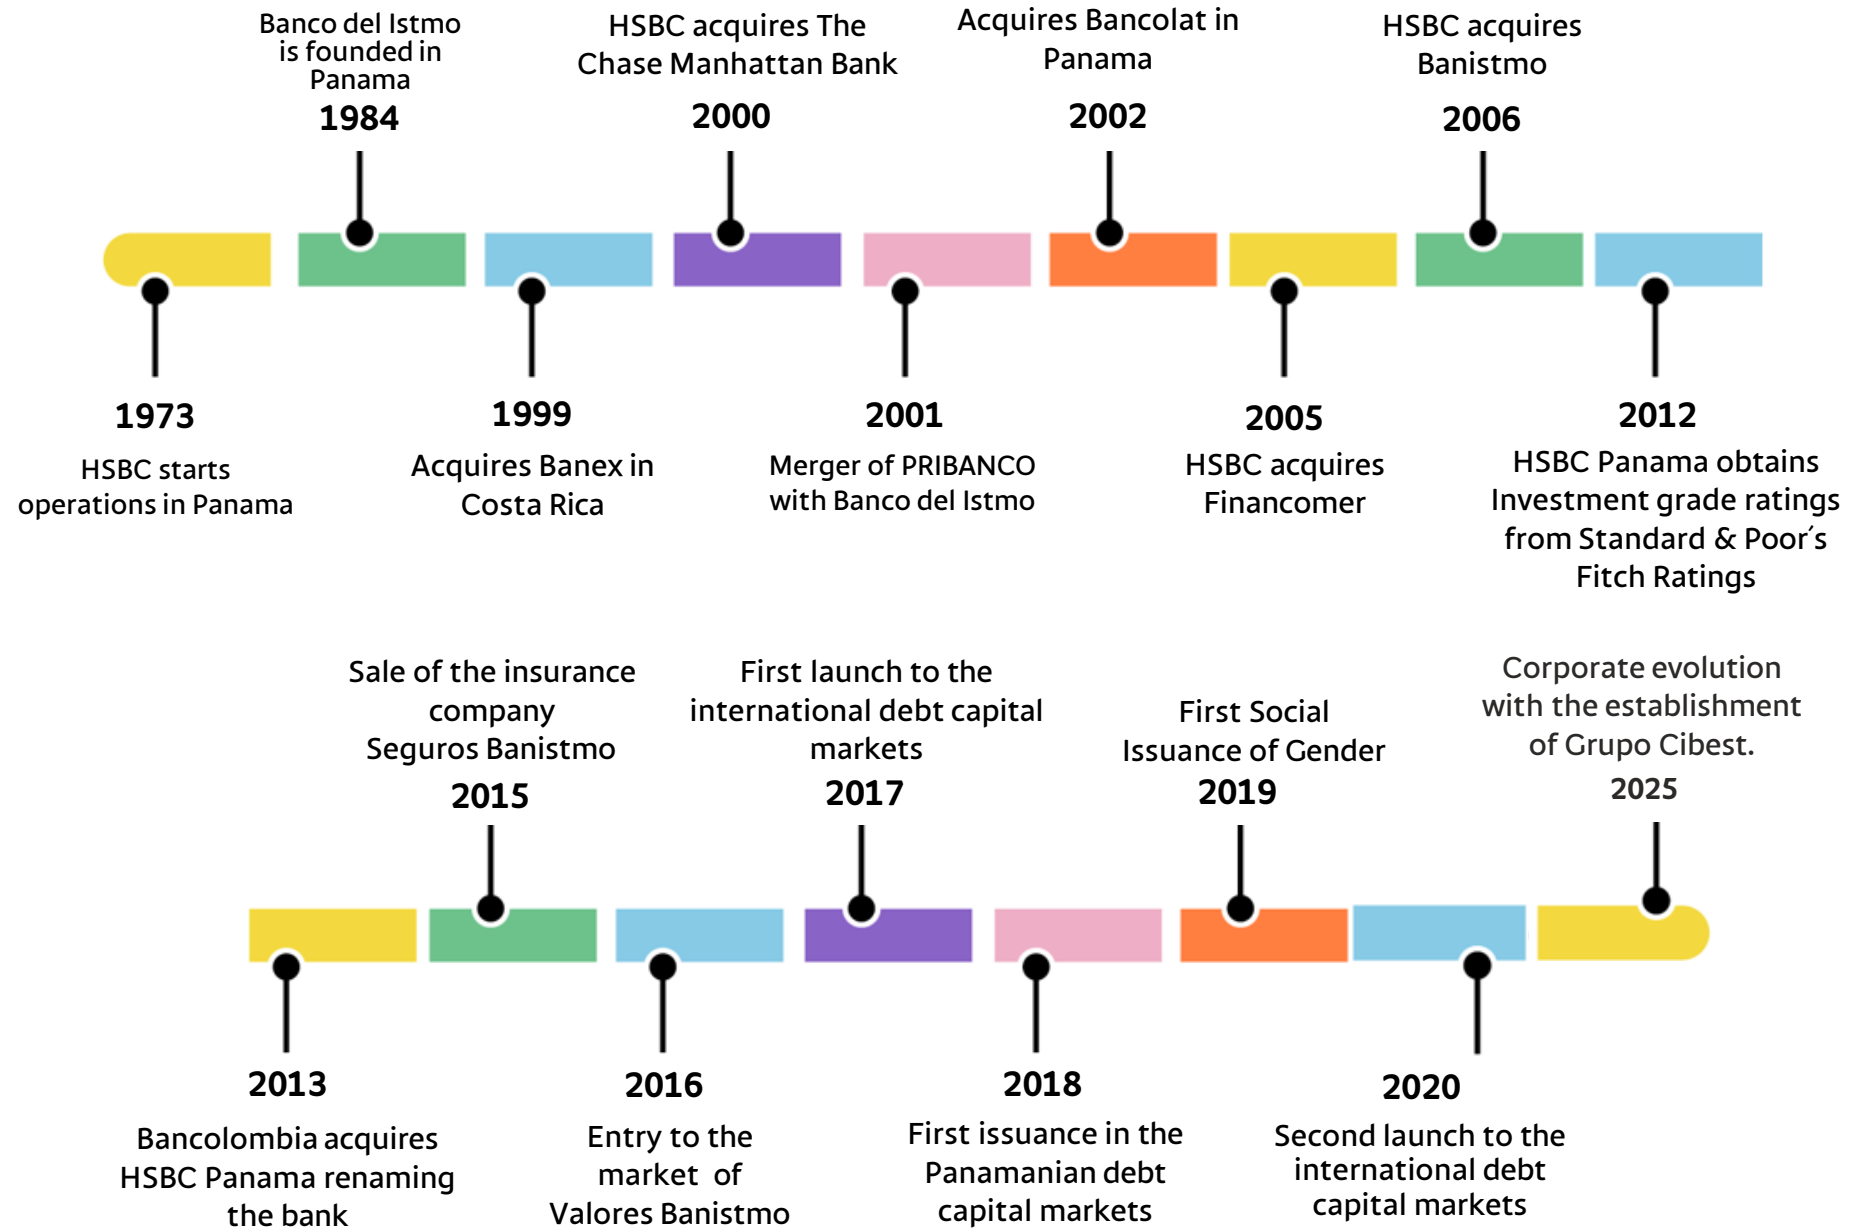 Banco del Istmo
is founded in
Panama
1984
HSBC acquires The
Chase Manhattan Bank
2000
Acquires Bancolat in
Panama
2002
HSBC acquires
Banistmo
2006
1973
HSBC starts
operations in Panama
1999
Acquires Banex in
Costa Rica
2001
Merger of PRIBANCO
with Banco del Istmo
2005
HSBC acquires
Financomer
2012
HSBC Panama obtains
Investment grade ratings
from Standard & Poor´s
Fitch Ratings
Sale of the insurance
company
Seguros Banistmo
2015
First launch to the
international debt capital
markets
2017
First Social
Issuance of Gender
2019
Corporate evolution
with the establishment
of Grupo Cibest.
2025
2013
Bancolombia acquires
HSBC Panama renaming
the bank
2016
Entry to the
market of
Valores Banistmo
2018
First issuance in the
Panamanian debt
capital markets
2020
Second launch to the
international debt
capital markets